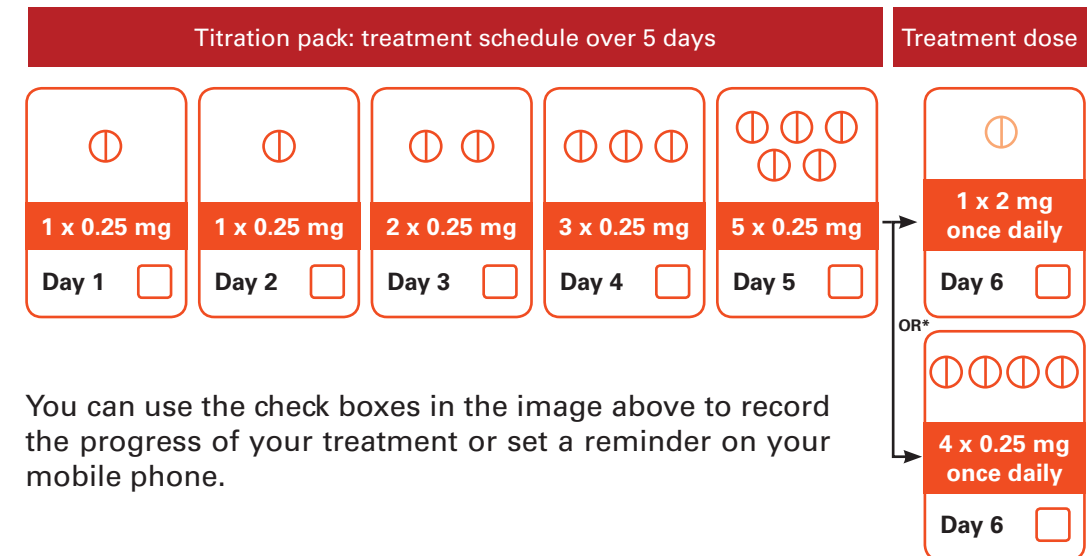 Titration pack: treatment schedule over 5 days
Treatment dose
1 x 0.25 mg
Day 1
1 x 0.25 mg
Day 2
2 x 0.25 mg
Day 3
3 x 0.25 mg
Day 4
5 x 0.25 mg
Day 5
1 x 2 mg
once daily
Day 6
OR*
4 x 0.25 mg
once daily
Day 6
You can use the check boxes in the image above to record
the progress of your treatment or set a reminder on your
mobile phone.